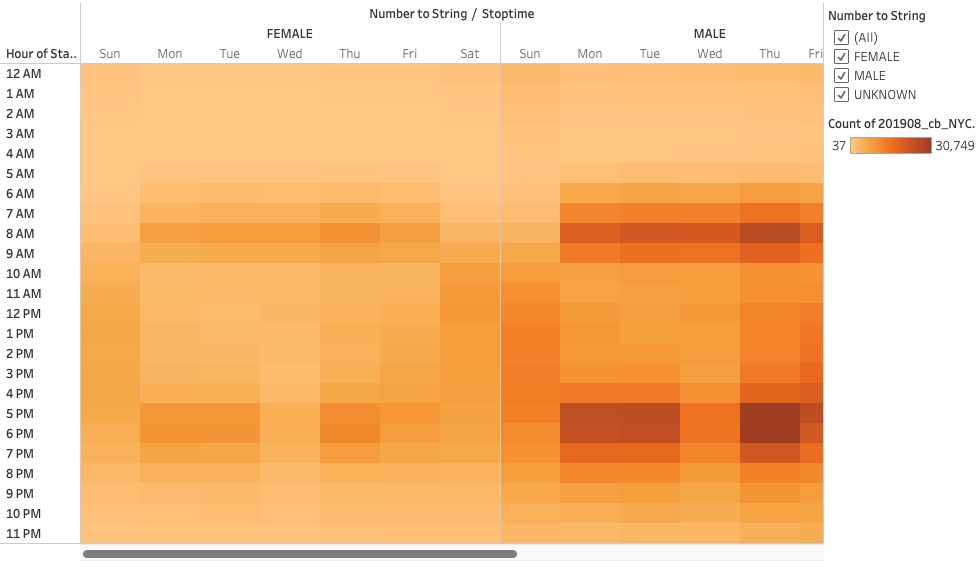 Number to String / Stoptime
FEMALE MALE
Hour of Sta.. Sun Mon Tue Wed Thu Fri Sat Sun Mon Tue Wed Thu Fri
12 AM
1 AM
2 AM
3 AM
4 AM
5 AM
6 AM
7 AM
8 AM
9 AM
10 AM
11 AM
12 PM
1 PM
2 PM
3 PM
4 PM
5 PM
6 PM
7 PM
8 PM
9 PM
10 PM
11 PM
Number to String
(All)
FEMALE
MALE
UNKNOWN
Count of 201908_cb_NYC.
37 30,749